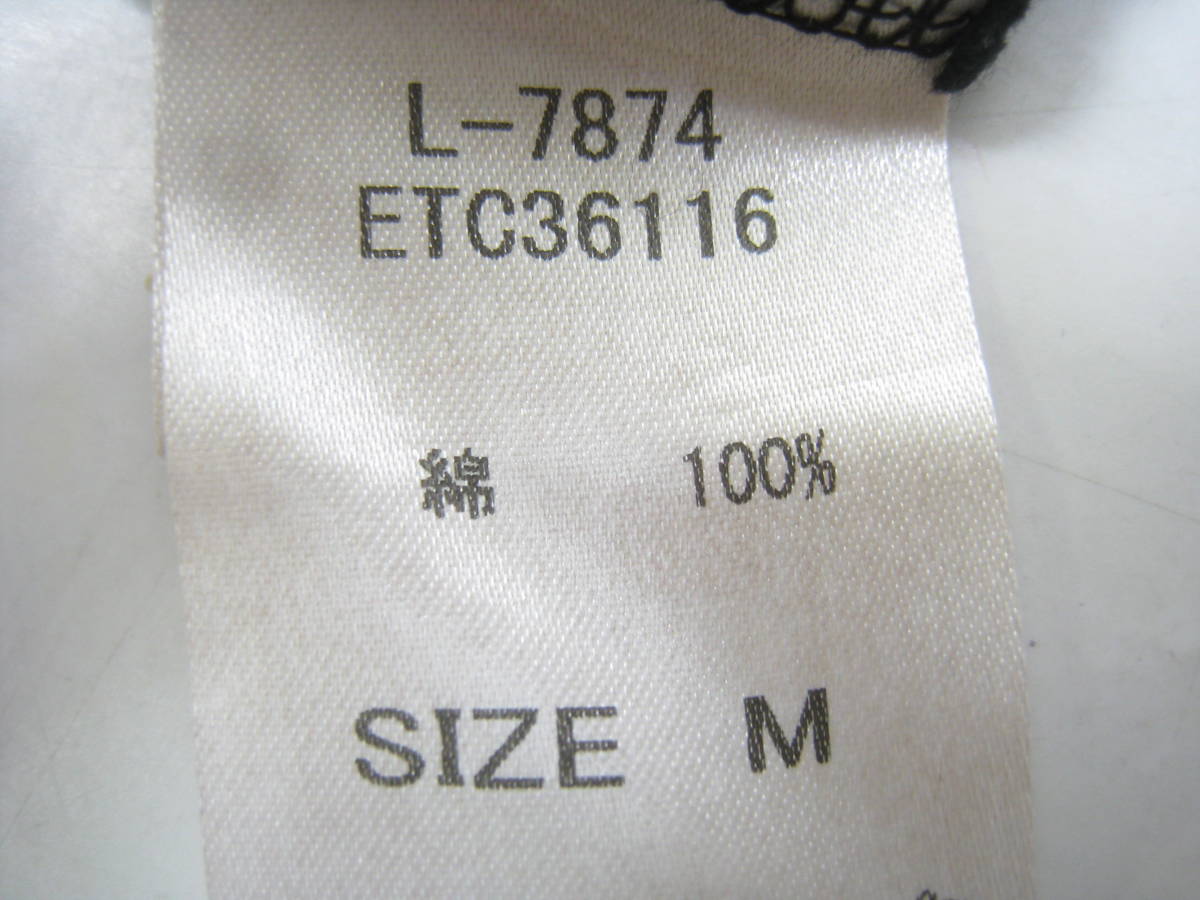 L-7874
ETC36116
綿 100%
SIZE M